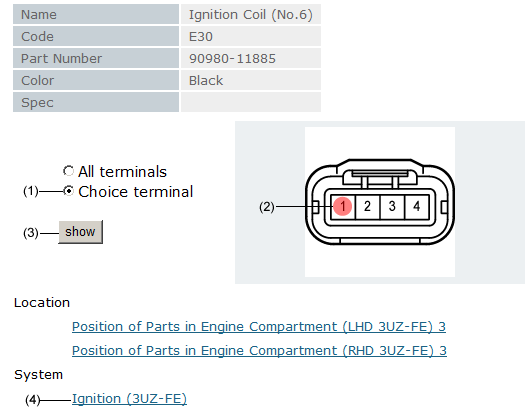 Name Ignition Coil (No.6)
Code E30
Part Number 90980-11885
Color Black
Spec
All terminals
(1) Choice terminal
(2) 1 2 3 4
(3) show
Location
Position of Parts in Engine Compartment (LHD 3UZ-FE) 3
Position of Parts in Engine Compartment (RHD 3UZ-FE) 3
System
(4) Ignition (3UZ-FE)